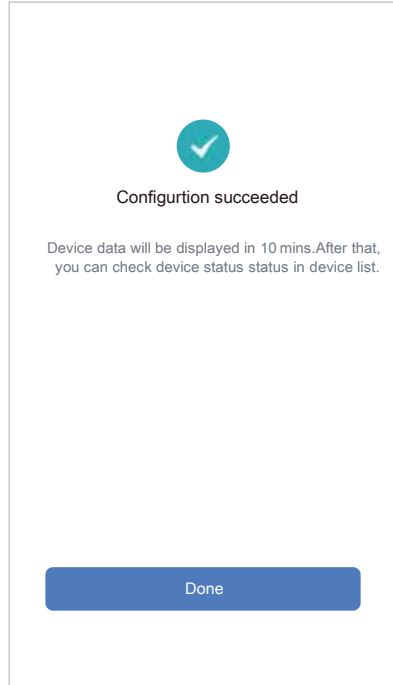 Configurtion succeeded
Device data will be displayed in 10 mins.After that,
you can check device status status in device list.
Done